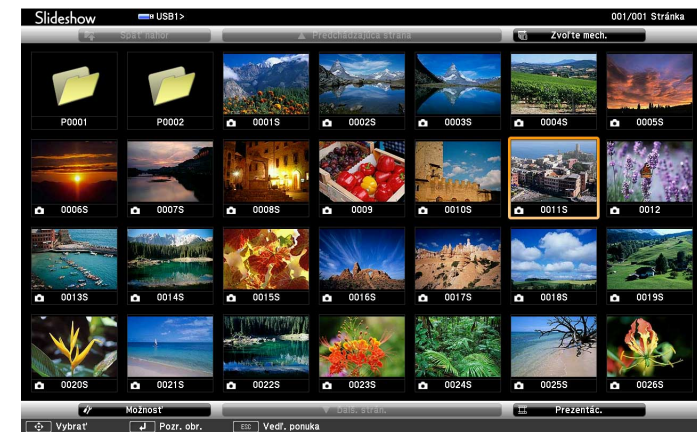 Slideshow USB1> 001/001 Stránka
Späť nahor Predchádzajúca strana Zvoľte mech.
P0001 P0002 0001S 0002S 0003S 0004S 0005S
0006S 0007S 0008S 0009 0010S 0011S 0012
0013S 0014S 0015S 0016S 0017S 0018S 0019S
0020S 0021S 0022S 0023S 0024S 0025S 0026S
Možnosť Ďalš. strán. Prezentác.
Vybrať Pozr. obr. ESC Vedľ. ponuka